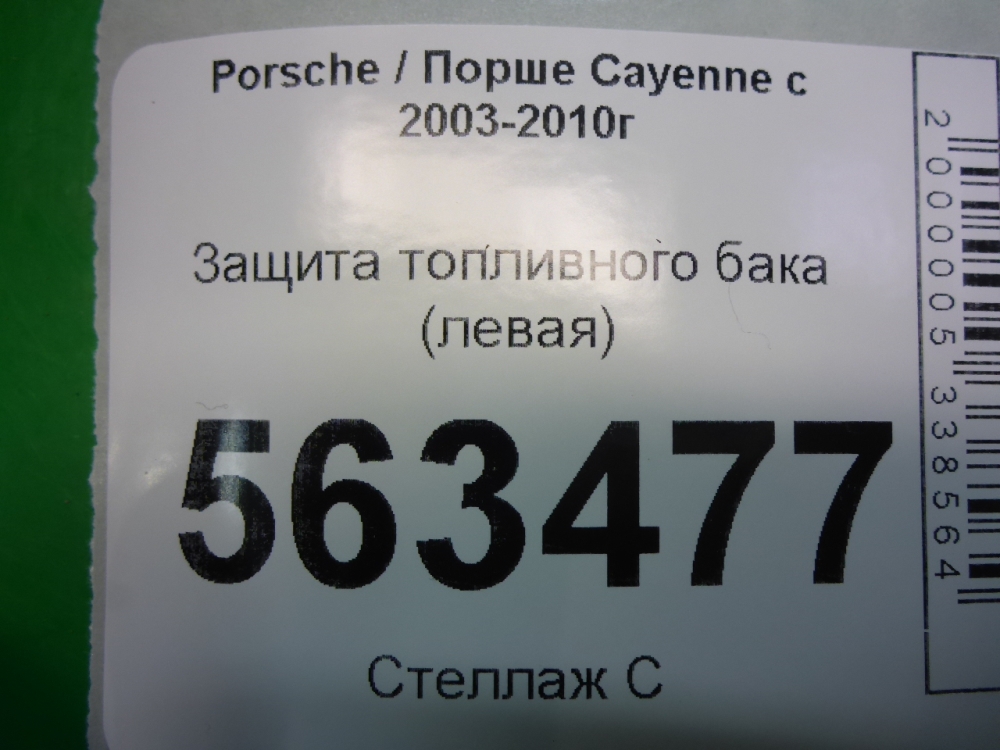 Porsche / Порше Cayenne с
2003-2010г
Защита топливного бака
(левая)
563477
Стеллаж С
2000005338564